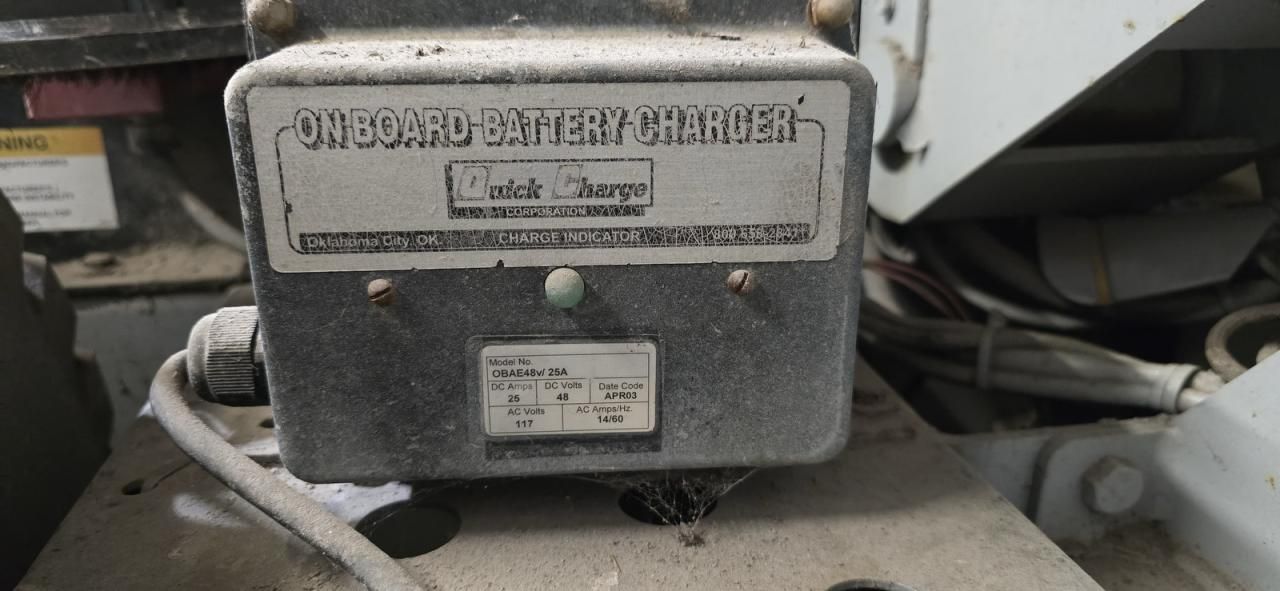 ON-BOARD-BATTERY-CHARGER
Quick Charge
CORPORATION
Oklahoma City, OK. CHARGE INDICATOR
NING
Model No.
OBAE48v/ 25A
DC Amps DC Volts Date Code
25 48 APR03
AC Volts AC Amps/Hz.
117 14/60